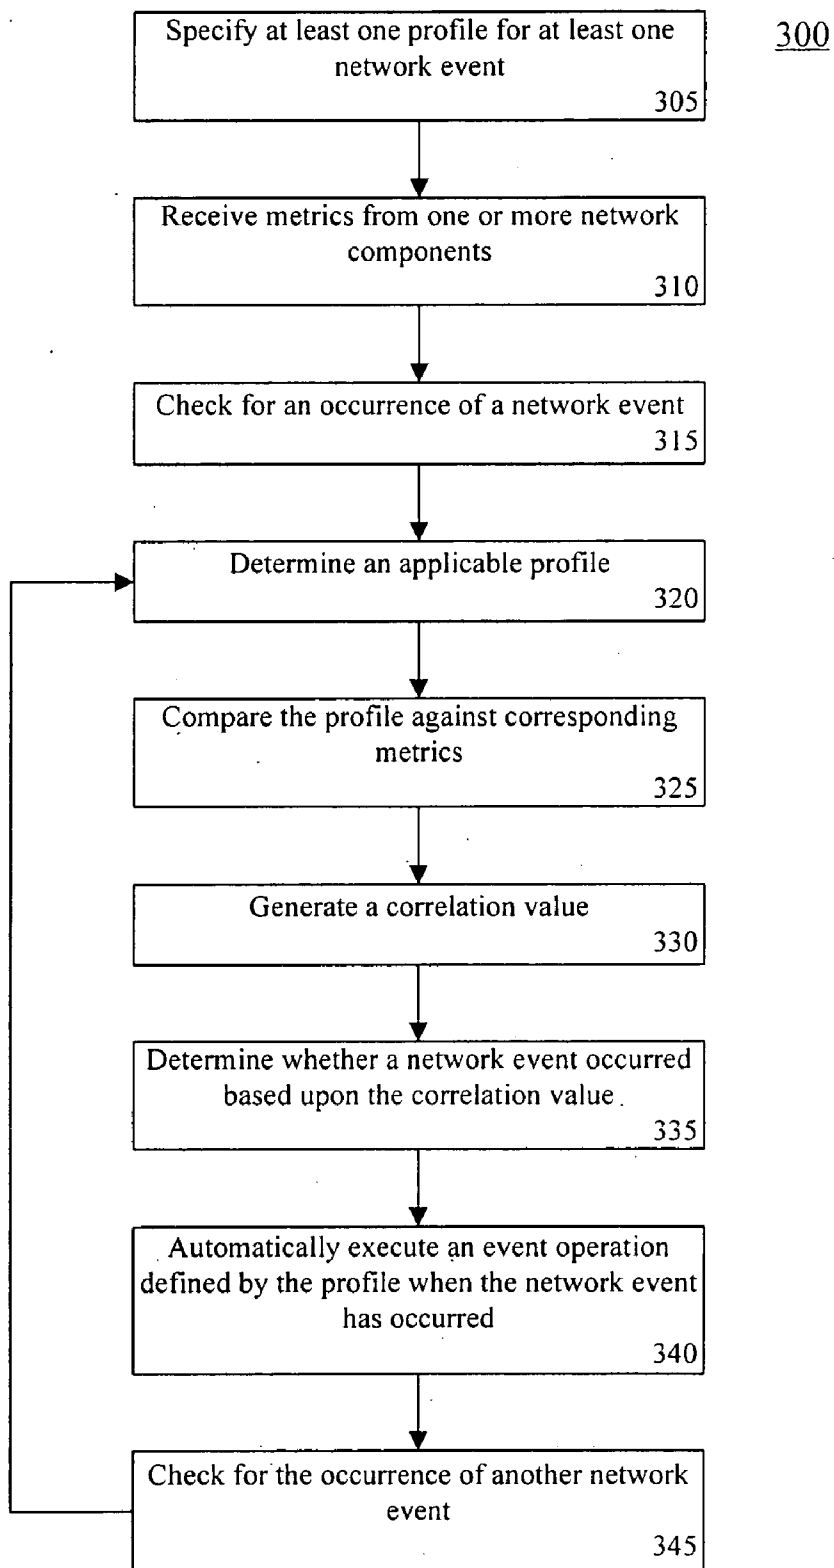 300
Specify at least one profile for at least one
network event
305
Receive metrics from one or more network
components
310
Check for an occurrence of a network event
315
Determine an applicable profile
320
Compare the profile against corresponding
metrics
325
Generate a correlation value
330
Determine whether a network event occurred
based upon the correlation value
335
Automatically execute an event operation
defined by the profile when the network event
has occurred
340
Check for the occurrence of another network
event
345